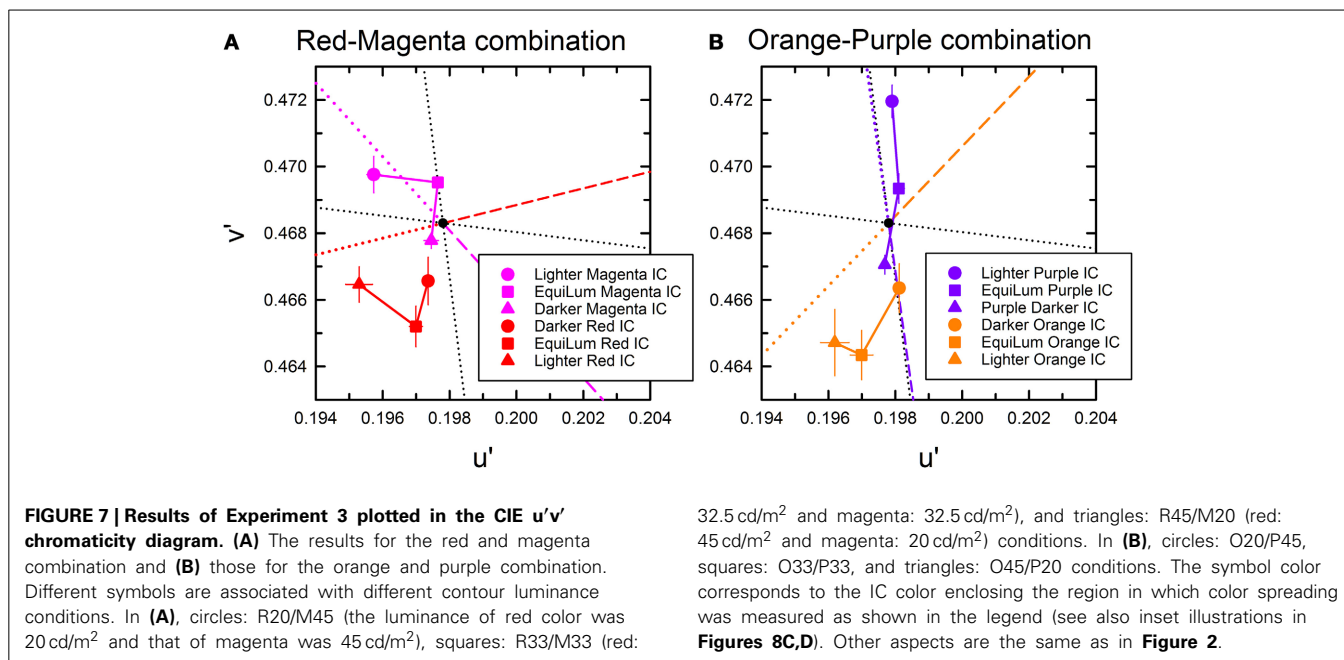 A Red-Magenta combination
0.472
0.470
0.468
0.466
0.464
v'
0.194 0.196 0.198 0.200 0.202 0.204
u'
Lighter Magenta IC
EquiLum Magenta IC
Darker Magenta IC
Darker Red IC
EquiLum Red IC
Lighter Red IC
B Orange-Purple combination
0.472
0.470
0.468
0.466
0.464
0.194 0.196 0.198 0.200 0.202 0.204
u'
Lighter Purple IC
EquiLum Purple IC
Purple Darker IC
Darker Orange IC
EquiLum Orange IC
Lighter Orange IC
FIGURE 7 | Results of Experiment 3 plotted in the CIE u′v′
chromaticity diagram. (A) The results for the red and magenta
combination and (B) those for the orange and purple combination.
Different symbols are associated with different contour luminance
conditions. In (A), circles: R20/M45 (the luminance of red color was
20 cd/m² and that of magenta was 45 cd/m²), squares: R33/M33 (red:
32.5 cd/m² and magenta: 32.5 cd/m²), and triangles: R45/M20 (red:
45 cd/m² and magenta: 20 cd/m²) conditions. In (B), circles: O20/P45,
squares: O33/P33, and triangles: O45/P20 conditions. The symbol color
corresponds to the IC color enclosing the region in which color spreading
was measured as shown in the legend (see also inset illustrations in
Figures 8C,D). Other aspects are the same as in Figure 2.